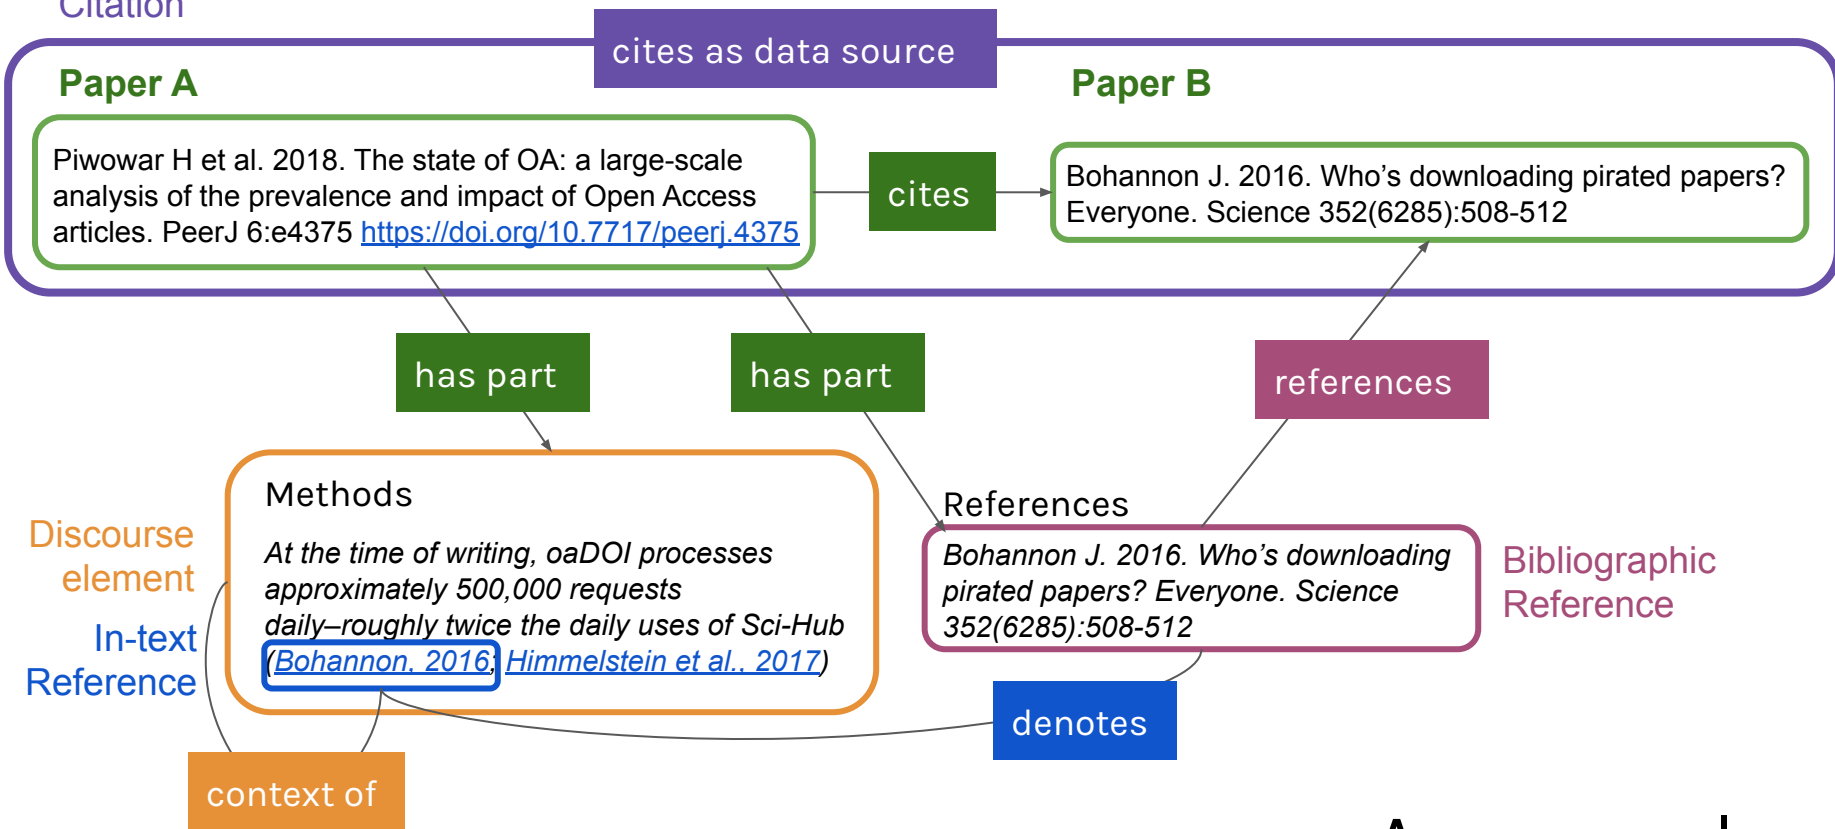 Citation
cites as data source
Paper A
Paper B
Piwowar H et al. 2018. The state of OA: a large-scale
analysis of the prevalence and impact of Open Access
articles. PeerJ 6:e4375 https://doi.org/10.7717/peerj.4375
cites
Bohannon J. 2016. Who's downloading pirated papers?
Everyone. Science 352(6285):508-512
has part
has part
references
Methods
At the time of writing, oaDOI processes
approximately 500,000 requests
daily–roughly twice the daily uses of Sci-Hub
(Bohannon, 2016; Himmelstein et al., 2017)
Discourse
element
In-text
Reference
References
Bohannon J. 2016. Who's downloading
pirated papers? Everyone. Science
352(6285):508-512
Bibliographic
Reference
denotes
context of